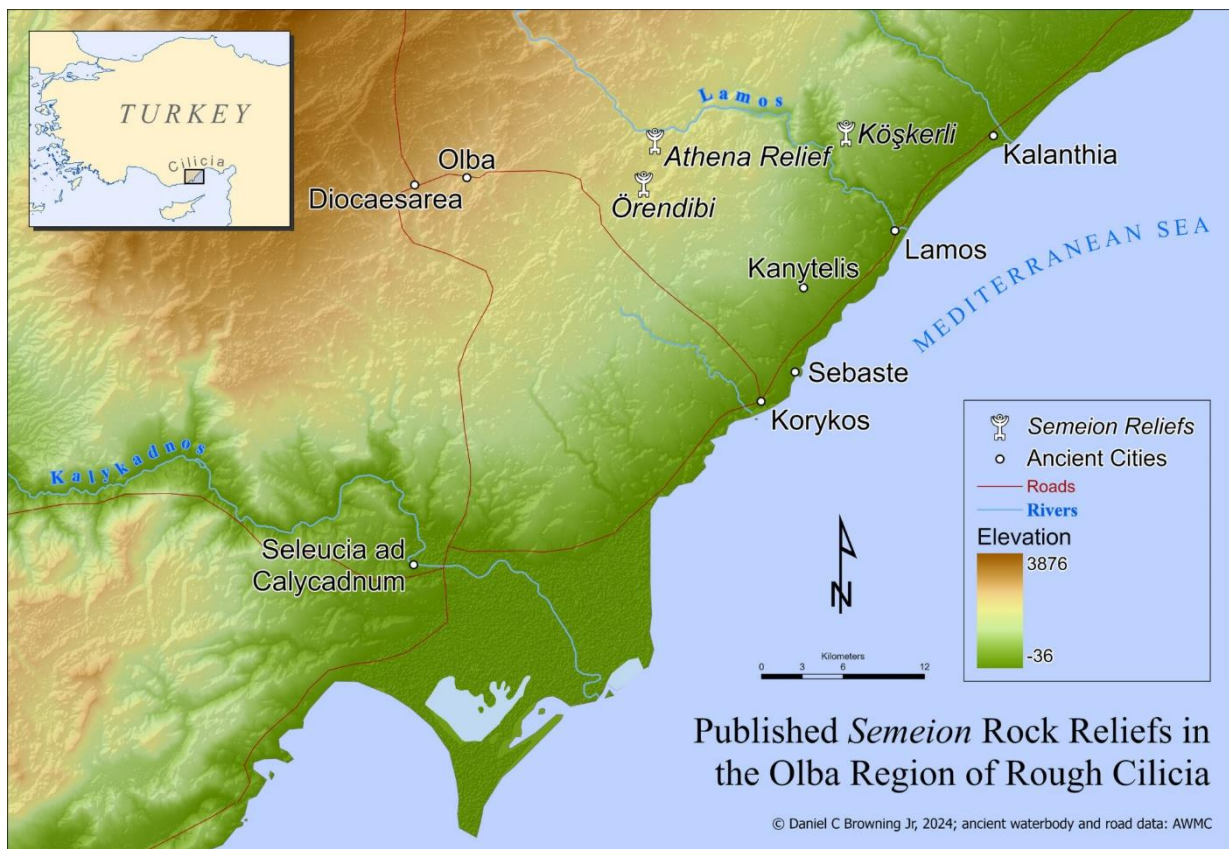 TURKEY
Cilicia
Lamos
Köşkerli
Athena Relief
Kalanthia
Olba
Diocaesarea
Örendibi
Lamos
Kanytelis
MEDITERRANEAN SEA
Sebaste
Korykos
Kalykadnos
Seleucia ad
Calycadnum
Semeion Reliefs
Ancient Cities
Roads
Rivers
Elevation
3876
-36
N
Kilometers
0 3 6 12
Published Semeion Rock Reliefs in
the Olba Region of Rough Cilicia
© Daniel C Browning Jr, 2024; ancient waterbody and road data: AWMC